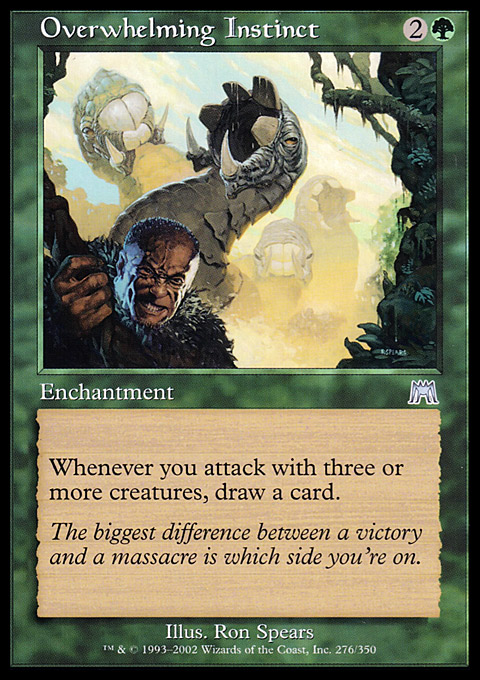 Overwhelming Instinct 2
RSPEARS
Enchantment
Whenever you attack with three or
more creatures, draw a card.
The biggest difference between a victory
and a massacre is which side you're on.
Illus. Ron Spears
™ & © 1993–2002 Wizards of the Coast, Inc. 276/350